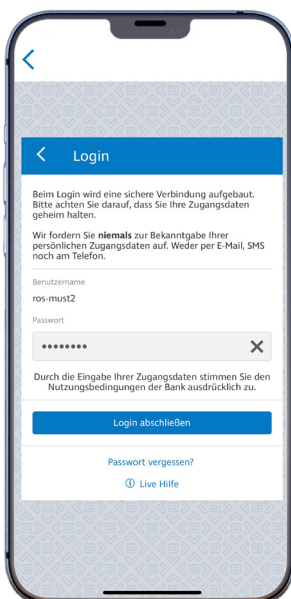 Login
Beim Login wird eine sichere Verbindung aufgebaut.
Bitte achten Sie darauf, dass Sie Ihre Zugangsdaten
geheim halten.
Wir fordern Sie niemals zur Bekanntgabe Ihrer
persönlichen Zugangsdaten auf. Weder per E-Mail, SMS
noch am Telefon.
Benutzername
ros-must2
Passwort
••••••••
Durch die Eingabe Ihrer Zugangsdaten stimmen Sie den
Nutzungsbedingungen der Bank ausdrücklich zu.
Login abschließen
Passwort vergessen?
Live Hilfe